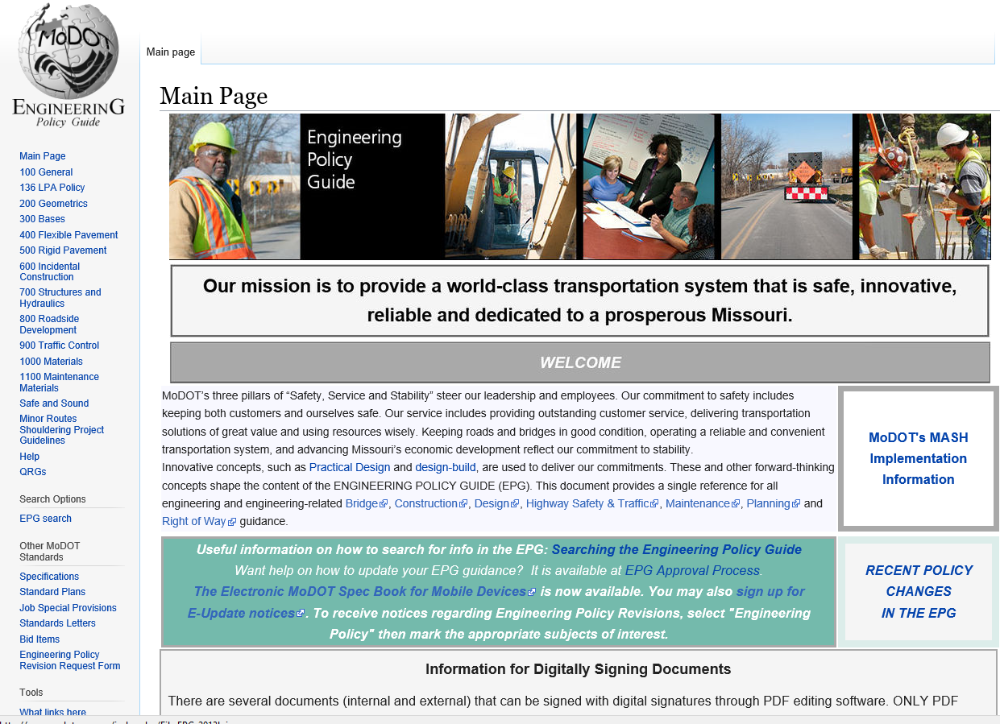 MoDOT
ENGINEERING
Policy Guide
Main page
Main Page
Engineering
Policy
Guide
Main Page
100 General
136 LPA Policy
200 Geometrics
300 Bases
400 Flexible Pavement
500 Rigid Pavement
600 Incidental
Construction
700 Structures and
Hydraulics
800 Roadside
Development
900 Traffic Control
1000 Materials
1100 Maintenance
Materials
Safe and Sound
Minor Routes
Shouldering Project
Guidelines
Help
QRGs
Search Options
EPG search
Other MoDOT
Standards
Specifications
Standard Plans
Job Special Provisions
Standards Letters
Bid Items
Engineering Policy
Revision Request Form
Tools
What links here
Our mission is to provide a world-class transportation system that is safe, innovative,
reliable and dedicated to a prosperous Missouri.
WELCOME
MoDOT's three pillars of “Safety, Service and Stability” steer our leadership and employees. Our commitment to safety includes
keeping both customers and ourselves safe. Our service includes providing outstanding customer service, delivering transportation
solutions of great value and using resources wisely. Keeping roads and bridges in good condition, operating a reliable and convenient
transportation system, and advancing Missouri's economic development reflect our commitment to stability.
Innovative concepts, such as Practical Design and design-build, are used to deliver our commitments. These and other forward-thinking
concepts shape the content of the ENGINEERING POLICY GUIDE (EPG). This document provides a single reference for all
engineering and engineering-related Bridge, Construction, Design, Highway Safety & Traffic, Maintenance, Planning and
Right of Way guidance.
MoDOT's MASH
Implementation
Information
Useful information on how to search for info in the EPG: Searching the Engineering Policy Guide
Want help on how to update your EPG guidance? It is available at EPG Approval Process.
The Electronic MoDOT Spec Book for Mobile Devices is now available. You may also sign up for
E-Update notices. To receive notices regarding Engineering Policy Revisions, select "Engineering
Policy" then mark the appropriate subjects of interest.
RECENT POLICY
CHANGES
IN THE EPG
Information for Digitally Signing Documents
There are several documents (internal and external) that can be signed with digital signatures through PDF editing software. ONLY PDF